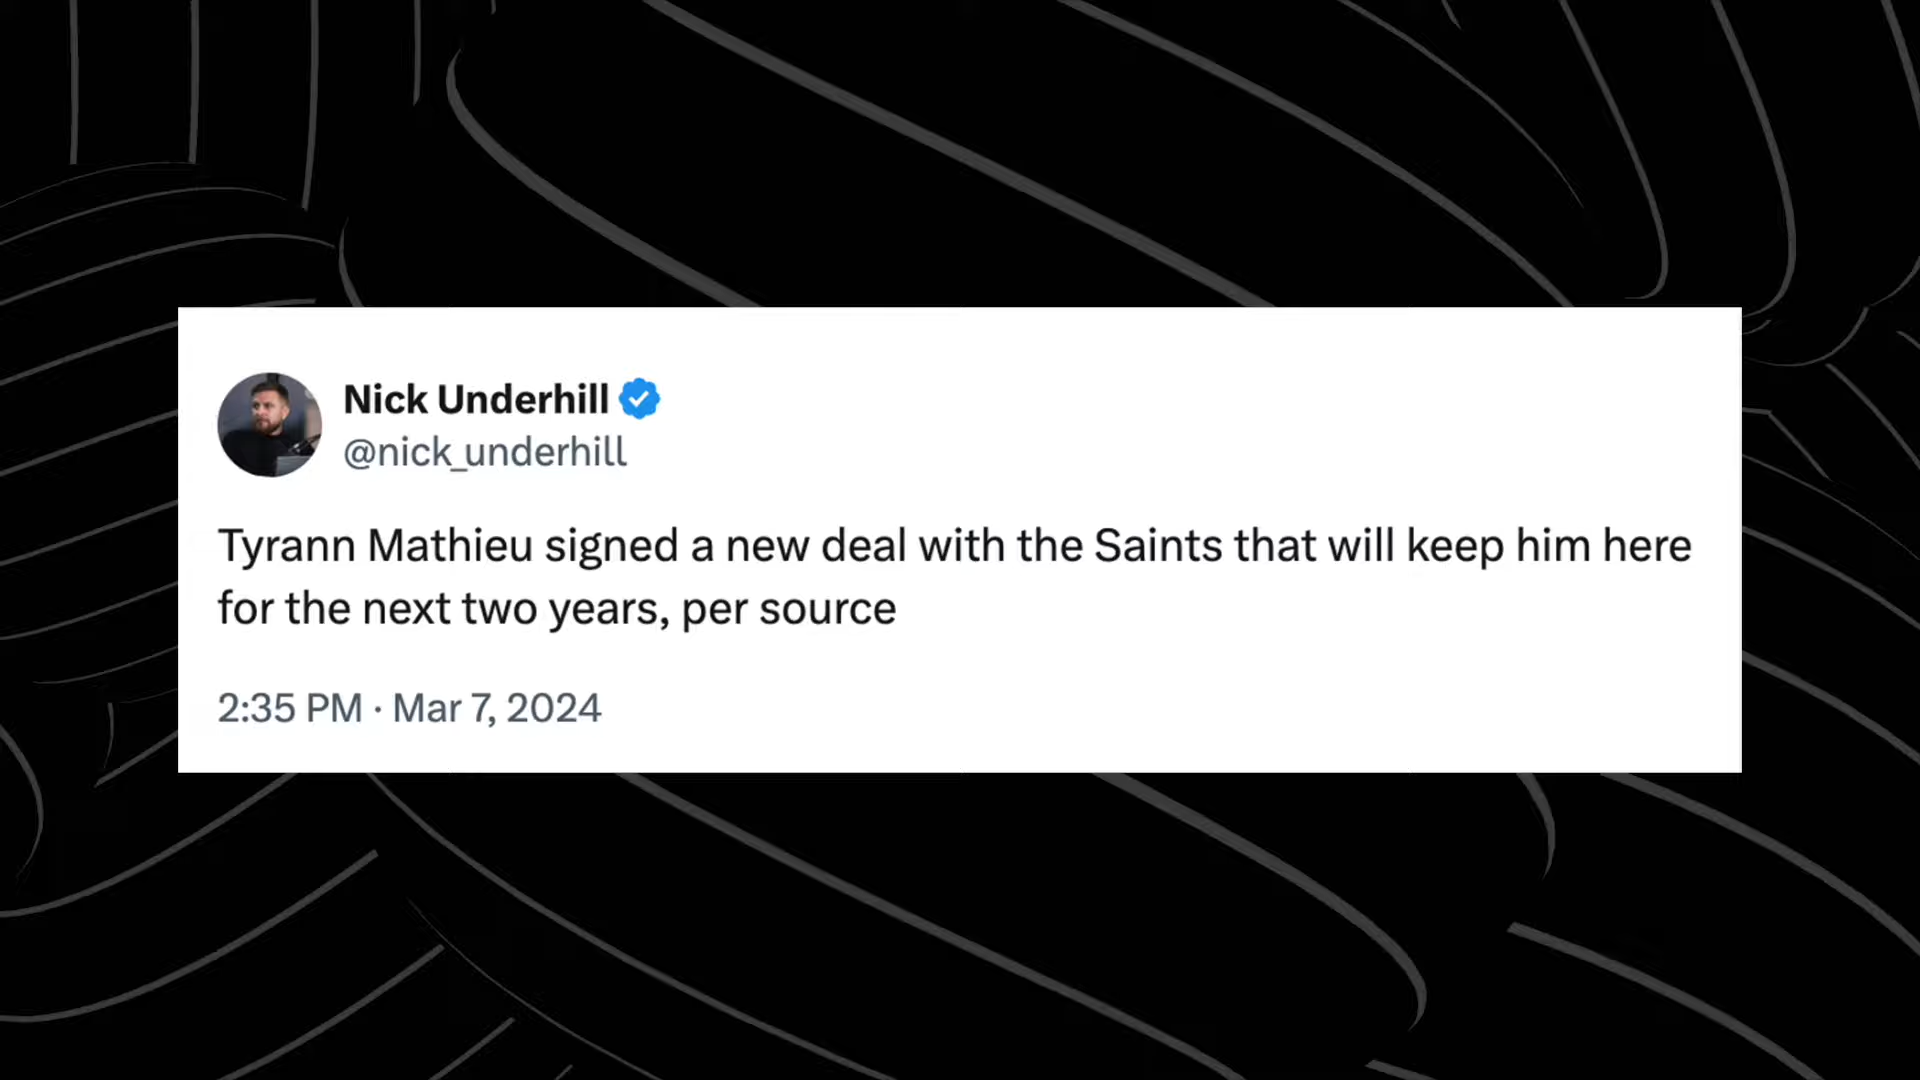 Nick Underhill
@nick_underhill
Tyrann Mathieu signed a new deal with the Saints that will keep him here
for the next two years, per source
2:35 PM · Mar 7, 2024